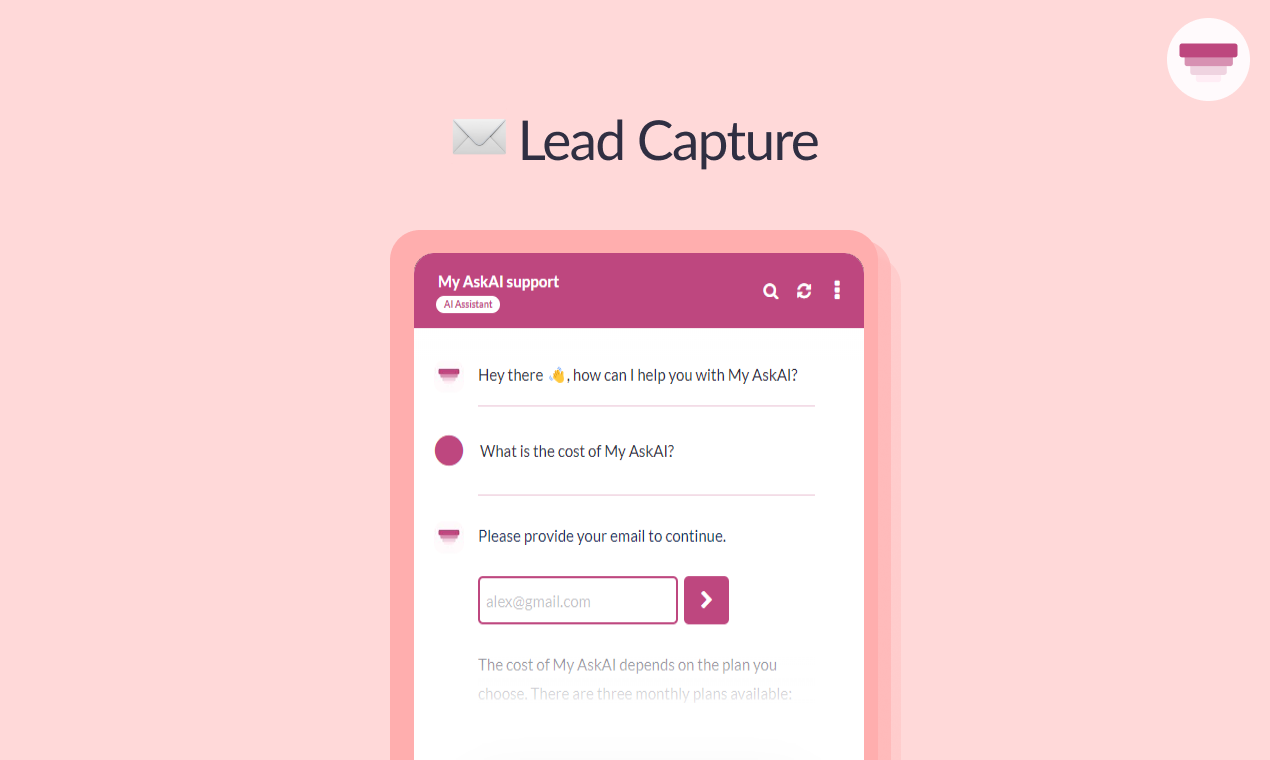 Lead Capture
My AskAI support
AI Assistant
Hey there 👋, how can I help you with My AskAI?
What is the cost of My AskAI?
Please provide your email to continue.
alex@gmail.com
The cost of My AskAI depends on the plan you
choose. There are three monthly plans available: